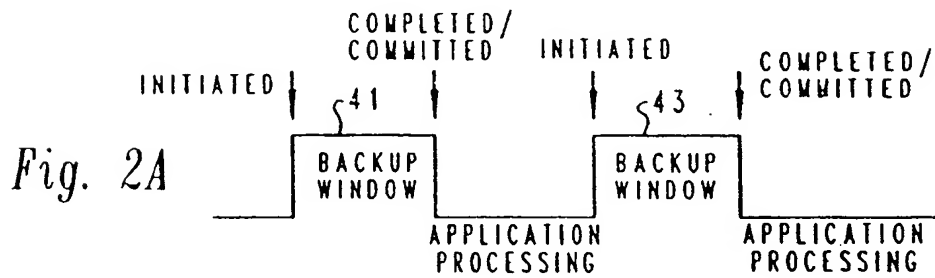 COMPLETED/
COMMITTED
INITIATED
COMPLETED/
COMMITTED/
INITIATED
41
43
Fig. 2A
BACKUP
WINDOW
BACKUP
WINDOW
APPLICATION
PROCESSING
APPLICATION
PROCESSING